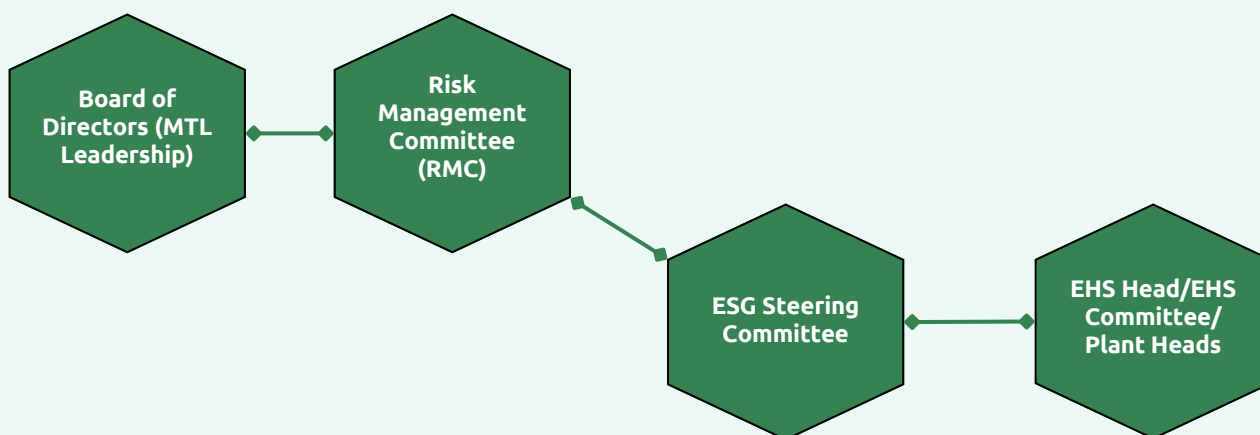 Board of
Directors (MTL
Leadership)
Risk
Management
Committee
(RMC)
ESG Steering
Committee
EHS Head/EHS
Committee/
Plant Heads